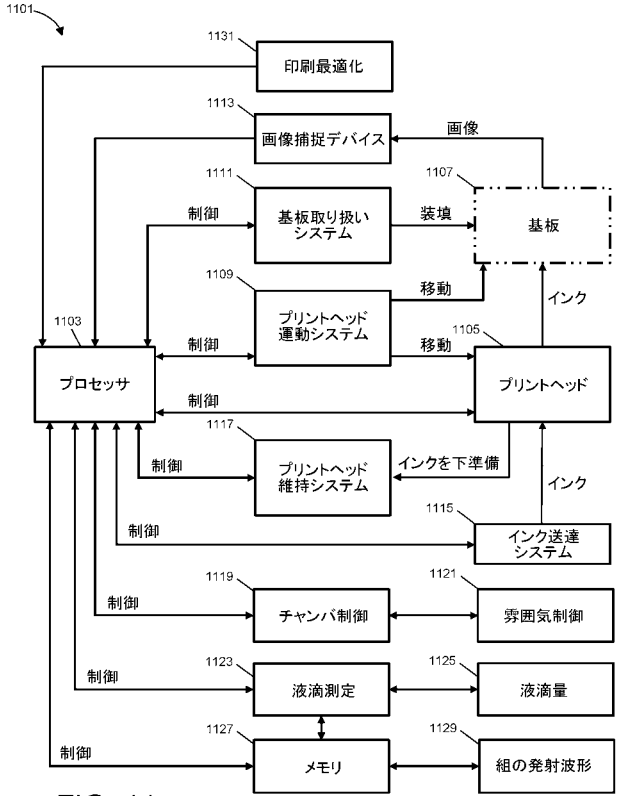 1101
1131
印刷最適化
1113
画像捕捉デバイス
画像
1107
1111
基板取り扱い
システム
制御
装填
基板
1109
プリントヘッド
運動システム
移動
インク
1103
プロセッサ
制御
移動
1105
プリントヘッド
制御
1117
プリントヘッド
維持システム
制御
インクを下準備
インク
1115
インク送達
システム
制御
1119
チャンバ制御
制御
1121
雰囲気制御
1123
液滴測定
制御
1125
液滴量
1127
メモリ
制御
1129
組の発射波形